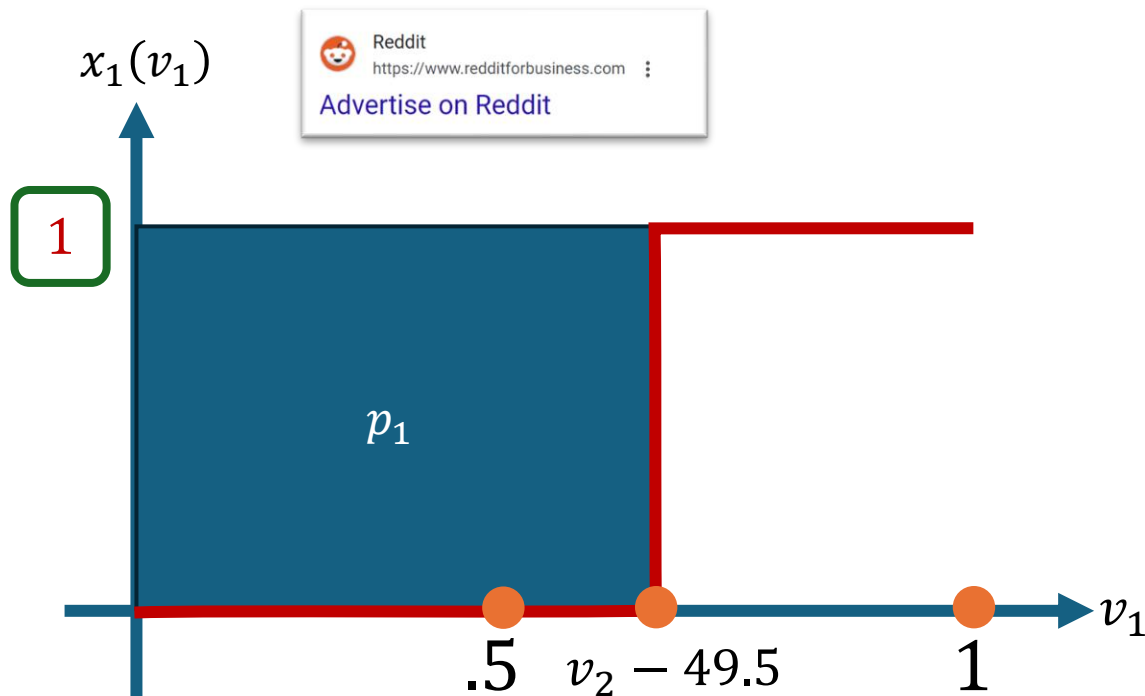 Reddit
https://www.redditforbusiness.com
Advertise on Reddit
x₁(v₁)
1
p₁
.5
v₂ − 49.5
1
v₁